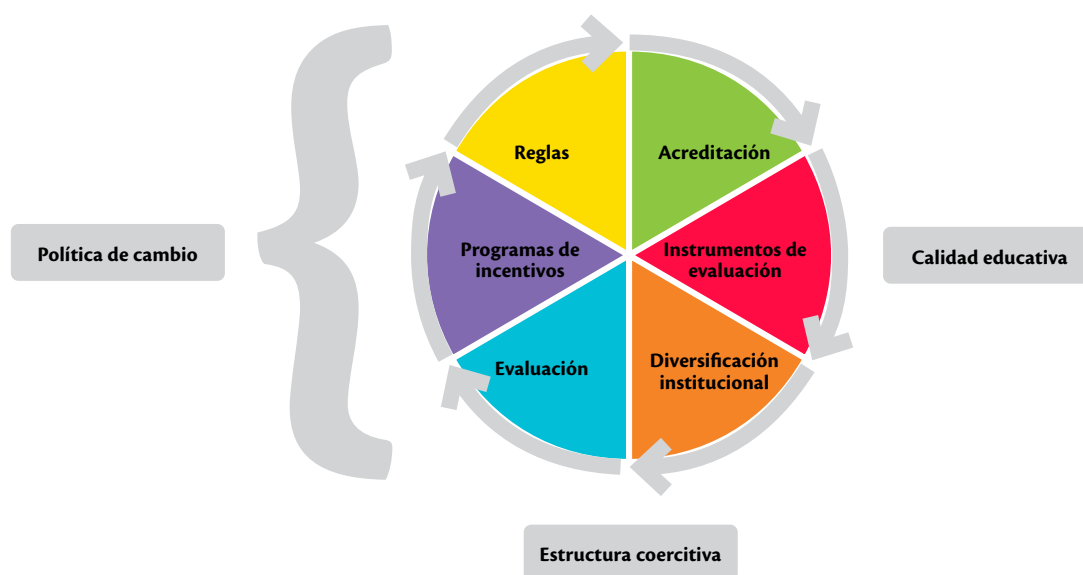 Reglas
Acreditación
Política de cambio
Programas de
incentivos
Instrumentos de
evaluación
Calidad educativa
Evaluación
Diversificación
institucional
Estructura coercitiva